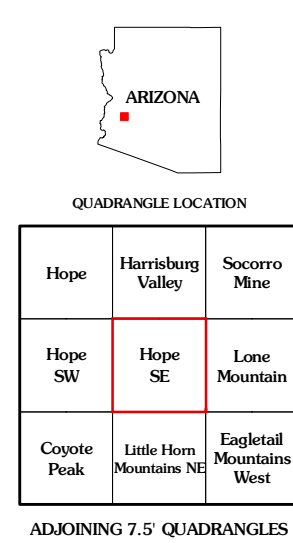 ARIZONA
QUADRANGLE LOCATION
Hope
Harrisburg
Valley
Socorro
Mine
Hope
SW
Hope
SE
Lone
Mountain
Coyote
Peak
Little Horn
Mountains NE
Eagletail
Mountains
West
ADJOINING 7.5' QUADRANGLES